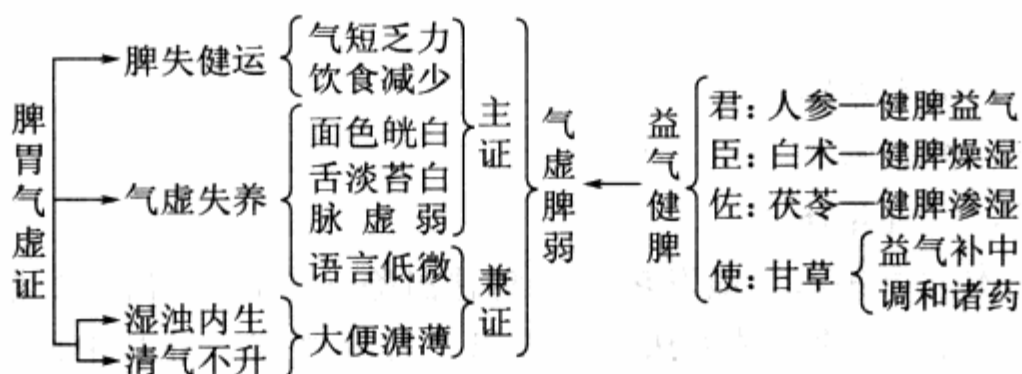 脾胃气虚证
脾失健运
气虚失养
湿浊内生
清气不升
气短乏力
饮食减少
面色㿠白
舌淡苔白
脉虚弱
语言低微
大便溏薄
主证
兼证
气虚脾弱
益气健脾
君：人参—健脾益气
臣：白术—健脾燥湿
佐：茯苓—健脾渗湿
使：甘草
益气补中
调和诸药